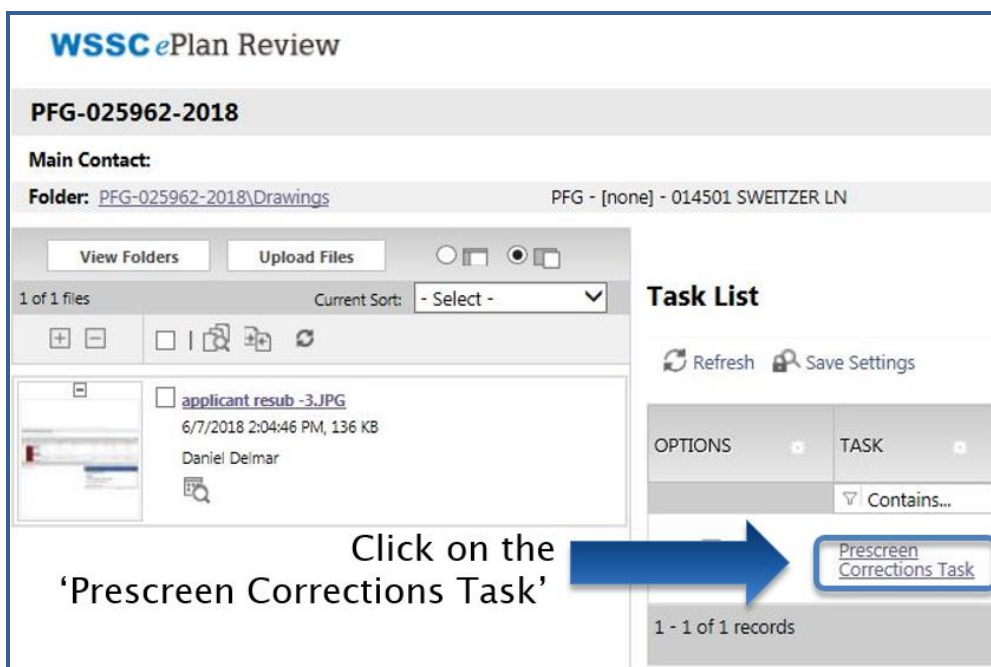 WSSC ePlan Review
PFG-025962-2018
Main Contact:
Folder: PFG-025962-2018\Drawings PFG - [none] - 014501 SWEITZER LN
View Folders Upload Files
1 of 1 files Current Sort: - Select -
applicant resub -3.JPG
6/7/2018 2:04:46 PM, 136 KB
Daniel Delmar
Task List
Refresh Save Settings
OPTIONS TASK
Contains...
Click on the
‘Prescreen Corrections Task’
Prescreen
Corrections Task
1 - 1 of 1 records